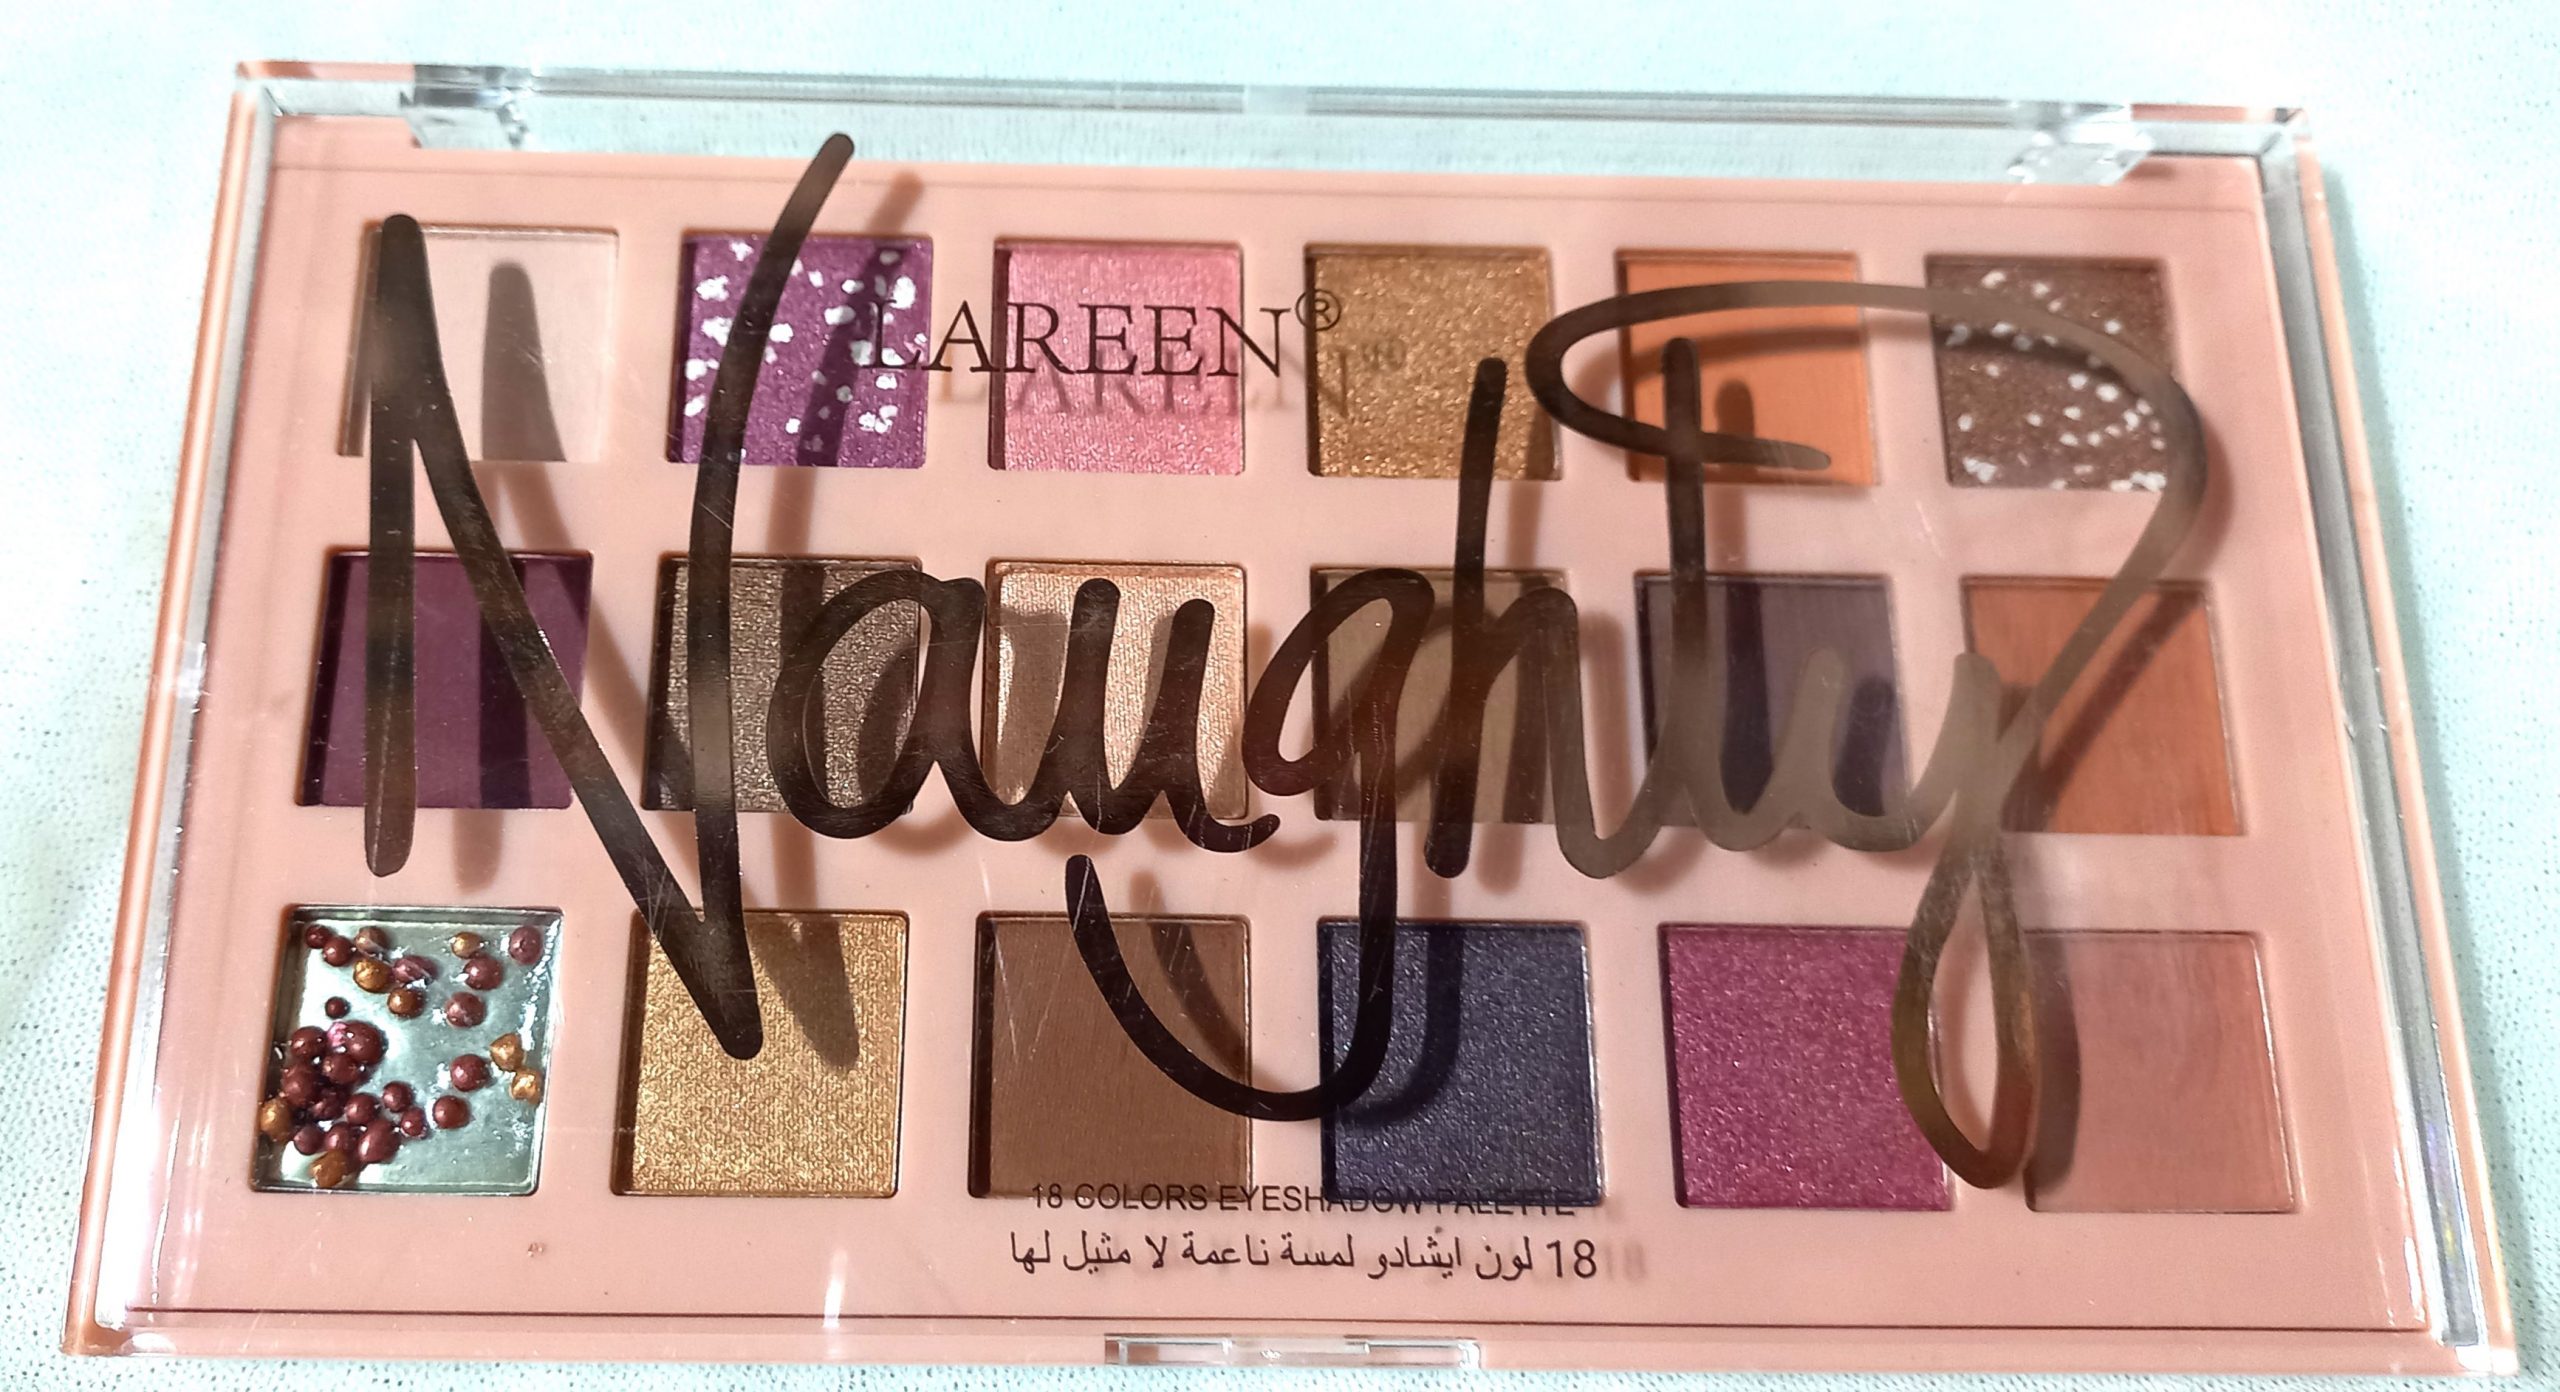 LAREEN®
Naughty
18 COLORS EYESHADOW PALETTE
18 لون ايشادو لمسة ناعمة لا مثيل لها